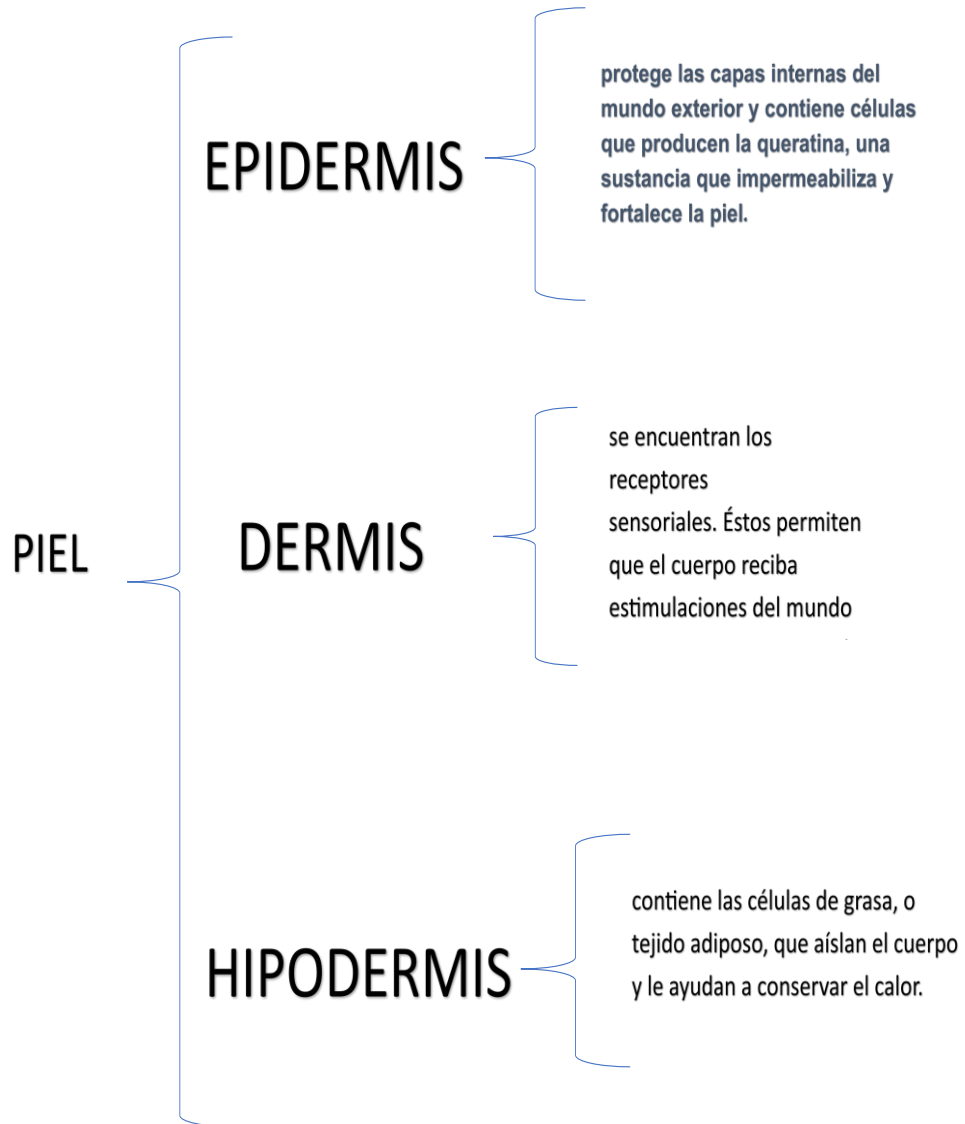 PIEL
EPIDERMIS
protege las capas internas del
mundo exterior y contiene células
que producen la queratina, una
sustancia que impermeabiliza y
fortalece la piel.
DERMIS
se encuentran los
receptores
sensoriales. Éstos permiten
que el cuerpo reciba
estimulaciones del mundo
HIPODERMIS
contiene las células de grasa, o
tejido adiposo, que aíslan el cuerpo
y le ayudan a conservar el calor.